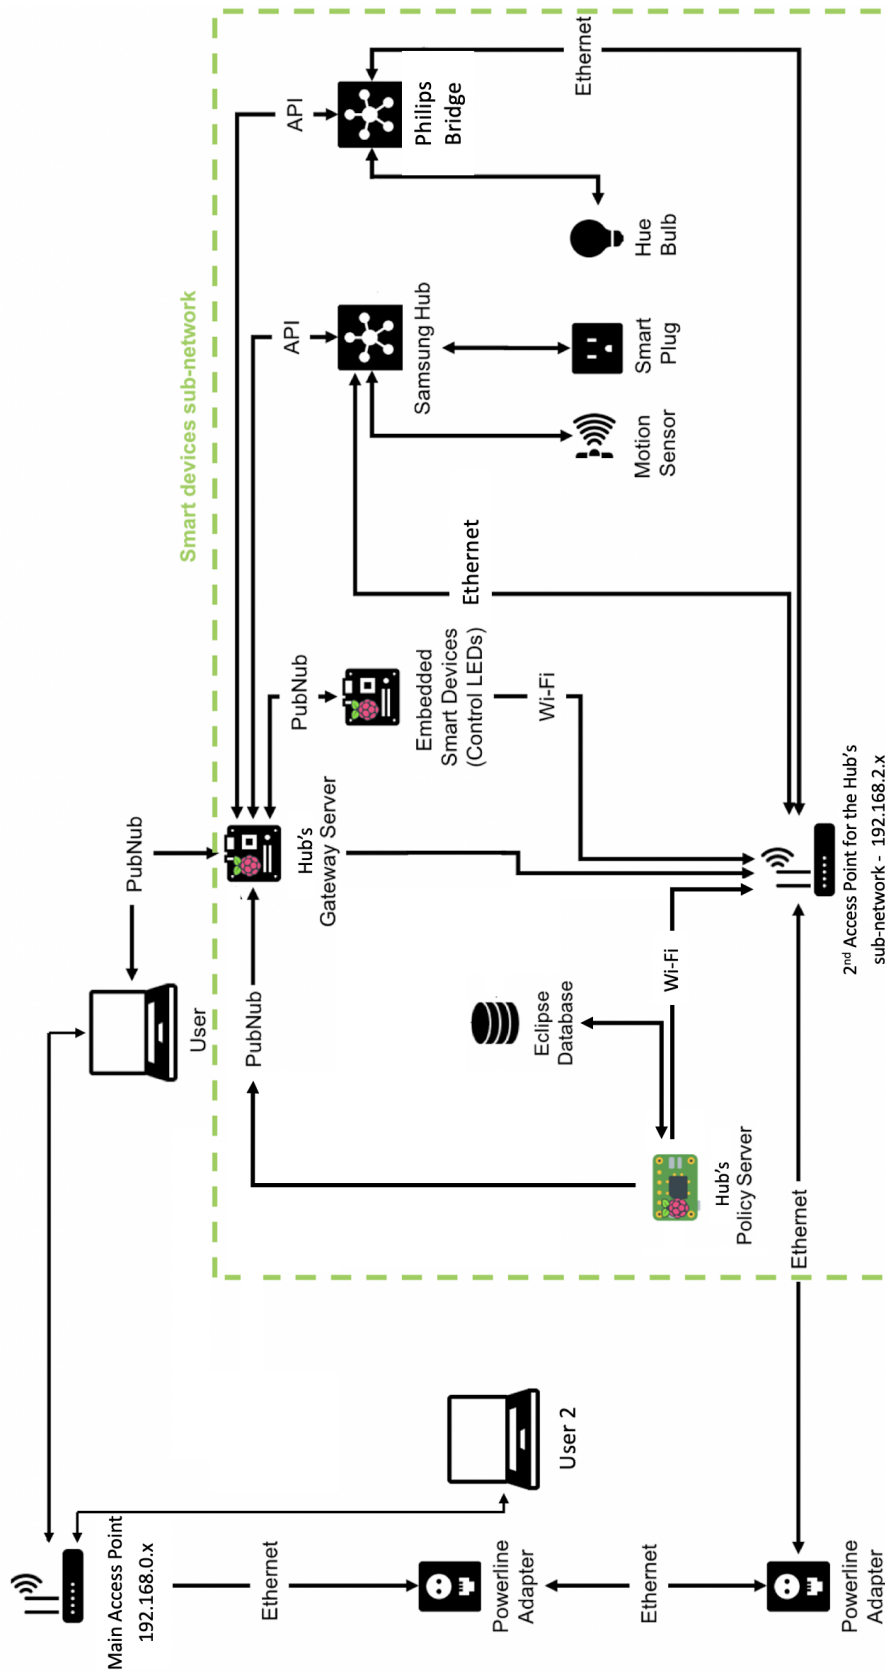 Main Access Point
192.168.0.x
Ethernet
Powerline
Adapter
Ethernet
Powerline
Adapter
User 2
User
PubNub
Smart devices sub-network
PubNub
Hub's
Gateway Server
Hub's
Policy Server
Eclipse
Database
Wi-Fi
Ethernet
2nd Access Point for the Hub's
sub-network - 192.168.2.x
PubNub
Embedded
Smart Devices
(Control LEDs)
Wi-Fi
Ethernet
API
Samsung Hub
Motion
Sensor
Smart
Plug
API
Philips
Bridge
Hue
Bulb
Ethernet